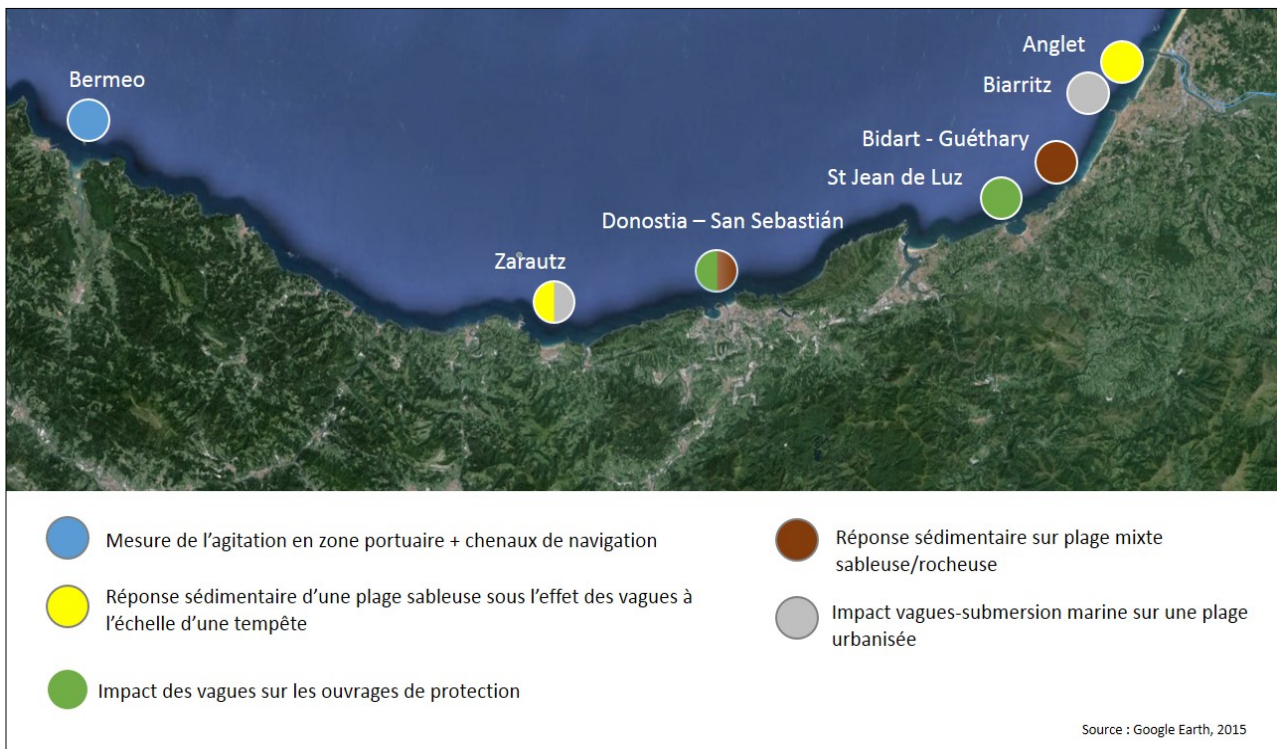 Anglet
Bermeo
Biarritz
Bidart - Guéthary
St Jean de Luz
Donostia – San Sebastián
Zarautz
Mesure de l'agitation en zone portuaire + chenaux de navigation
Réponse sédimentaire d'une plage sableuse sous l'effet des vagues à
l'échelle d'une tempête
Impact des vagues sur les ouvrages de protection
Réponse sédimentaire sur plage mixte
sableuse/rocheuse
Impact vagues-submersion marine sur une plage
urbanisée
Source : Google Earth, 2015